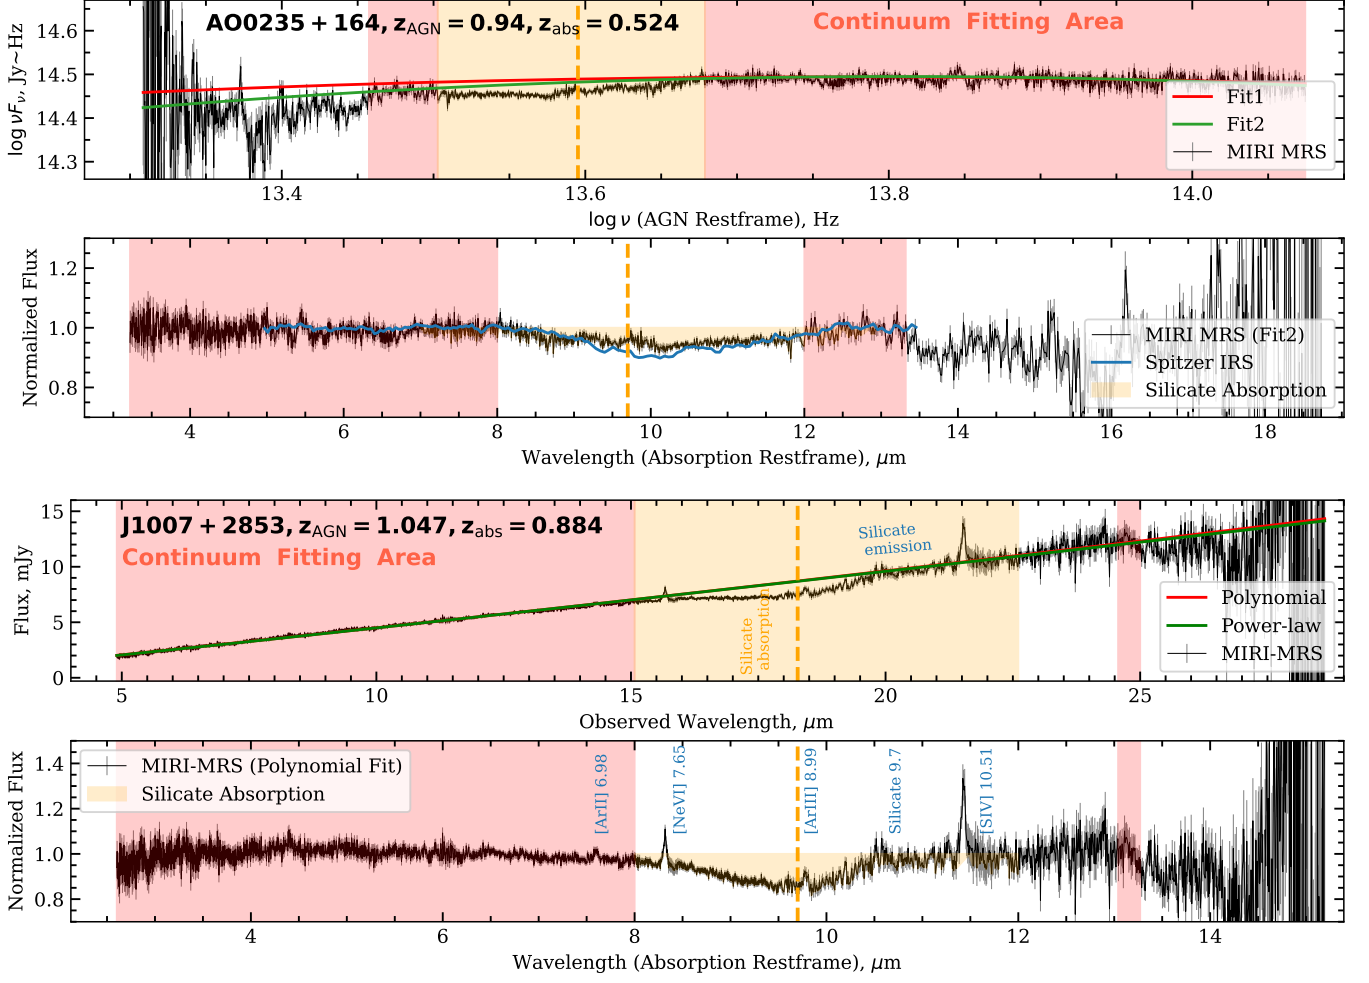 AO0235 + 164, z_AGN = 0.94, z_abs = 0.524
Continuum Fitting Area
log νF_ν, Jy~Hz
14.6
14.5
14.4
14.3
Fit1
Fit2
MIRI MRS
13.4 13.6 13.8 14.0
log ν (AGN Restframe), Hz
Normalized Flux
1.2
1.0
0.8
MIRI MRS (Fit2)
Spitzer IRS
Silicate Absorption
4 6 8 10 12 14 16 18
Wavelength (Absorption Restframe), μm
J1007 + 2853, z_AGN = 1.047, z_abs = 0.884
Continuum Fitting Area
Flux, mJy
15
10
5
0
Silicate
emission
Silicate
absorption
Polynomial
Power-law
MIRI-MRS
5 10 15 20 25
Observed Wavelength, μm
Normalized Flux
1.4
1.2
1.0
0.8
MIRI-MRS (Polynomial Fit)
Silicate Absorption
[ArII] 6.98
[NeVI] 7.65
[ArIII] 8.99
Silicate 9.7
[SIV] 10.51
4 6 8 10 12 14
Wavelength (Absorption Restframe), μm